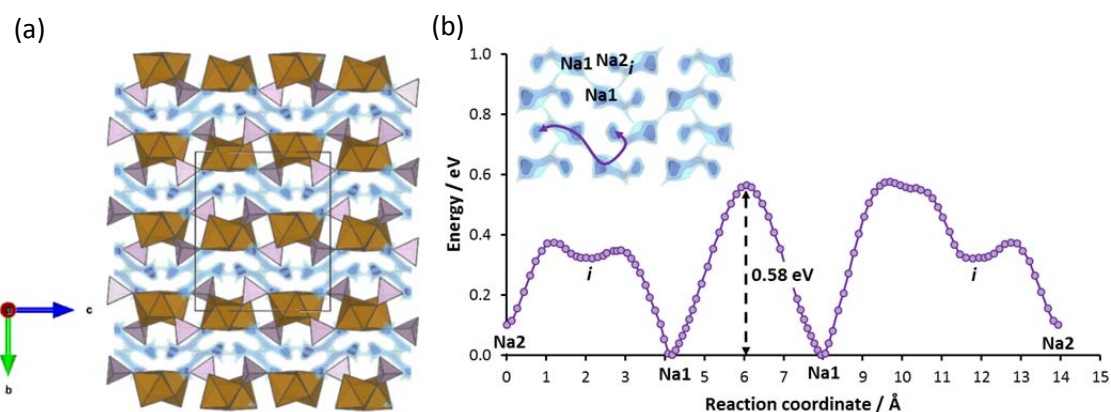 (a)
a
c
b
(b)
Energy / eV
1.0
0.8
0.6
0.4
0.2
0.0
Na1 Na2 i
Na1
i
0.58 eV
i
Na2
Na1
Na1
Na2
0 1 2 3 4 5 6 7 8 9 10 11 12 13 14 15
Reaction coordinate / Å